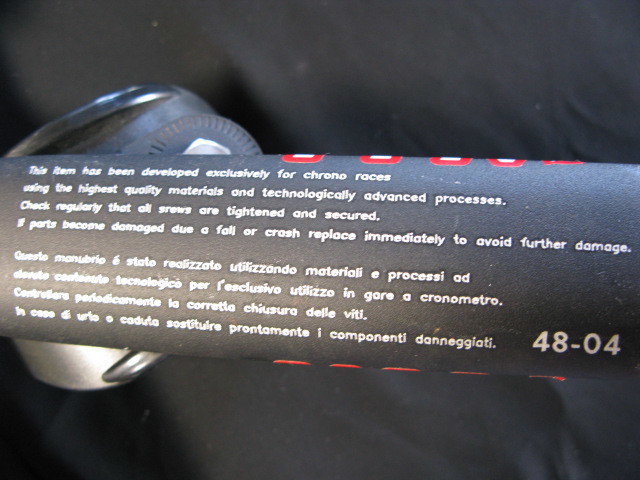 This item has been developed exclusively for chrono races
using the highest quality materials and technologically advanced processes.
Check regularly that all srews are tightened and secured.
If parts become damaged due a fall or crash replace immediately to avoid further damage.
Questo manubrio é stato realizzato utilizzando materiali e processi ad
elevato contenuto tecnologico per l'esclusivo utilizzo in gare a cronometro.
Controllare periodicamente la corretta chiusura delle viti.
In caso di urto o caduta sostituire prontamente i componenti danneggiati.
48-04